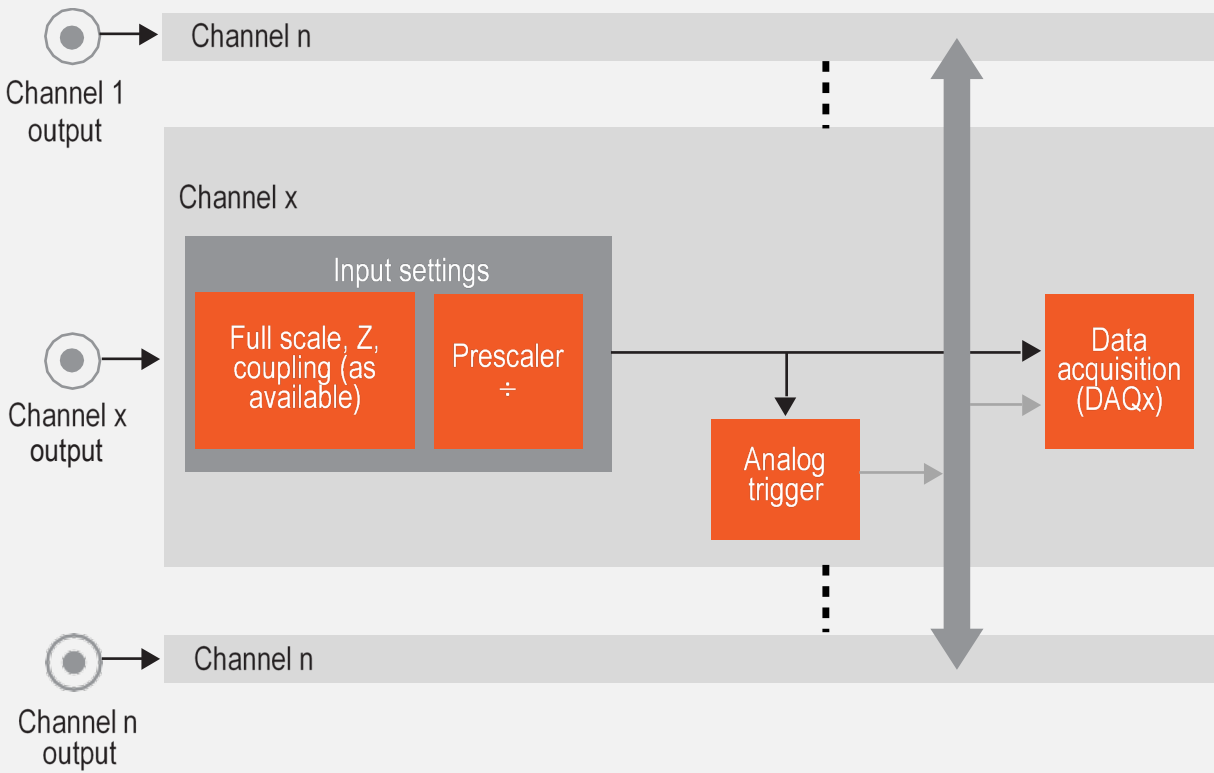 Channel n
Channel 1
output
Channel x
Input settings
Full scale, Z,
coupling (as
available)
Prescaler
÷
Data
acquisition
(DAQx)
Channel x
output
Analog
trigger
Channel n
Channel n
output